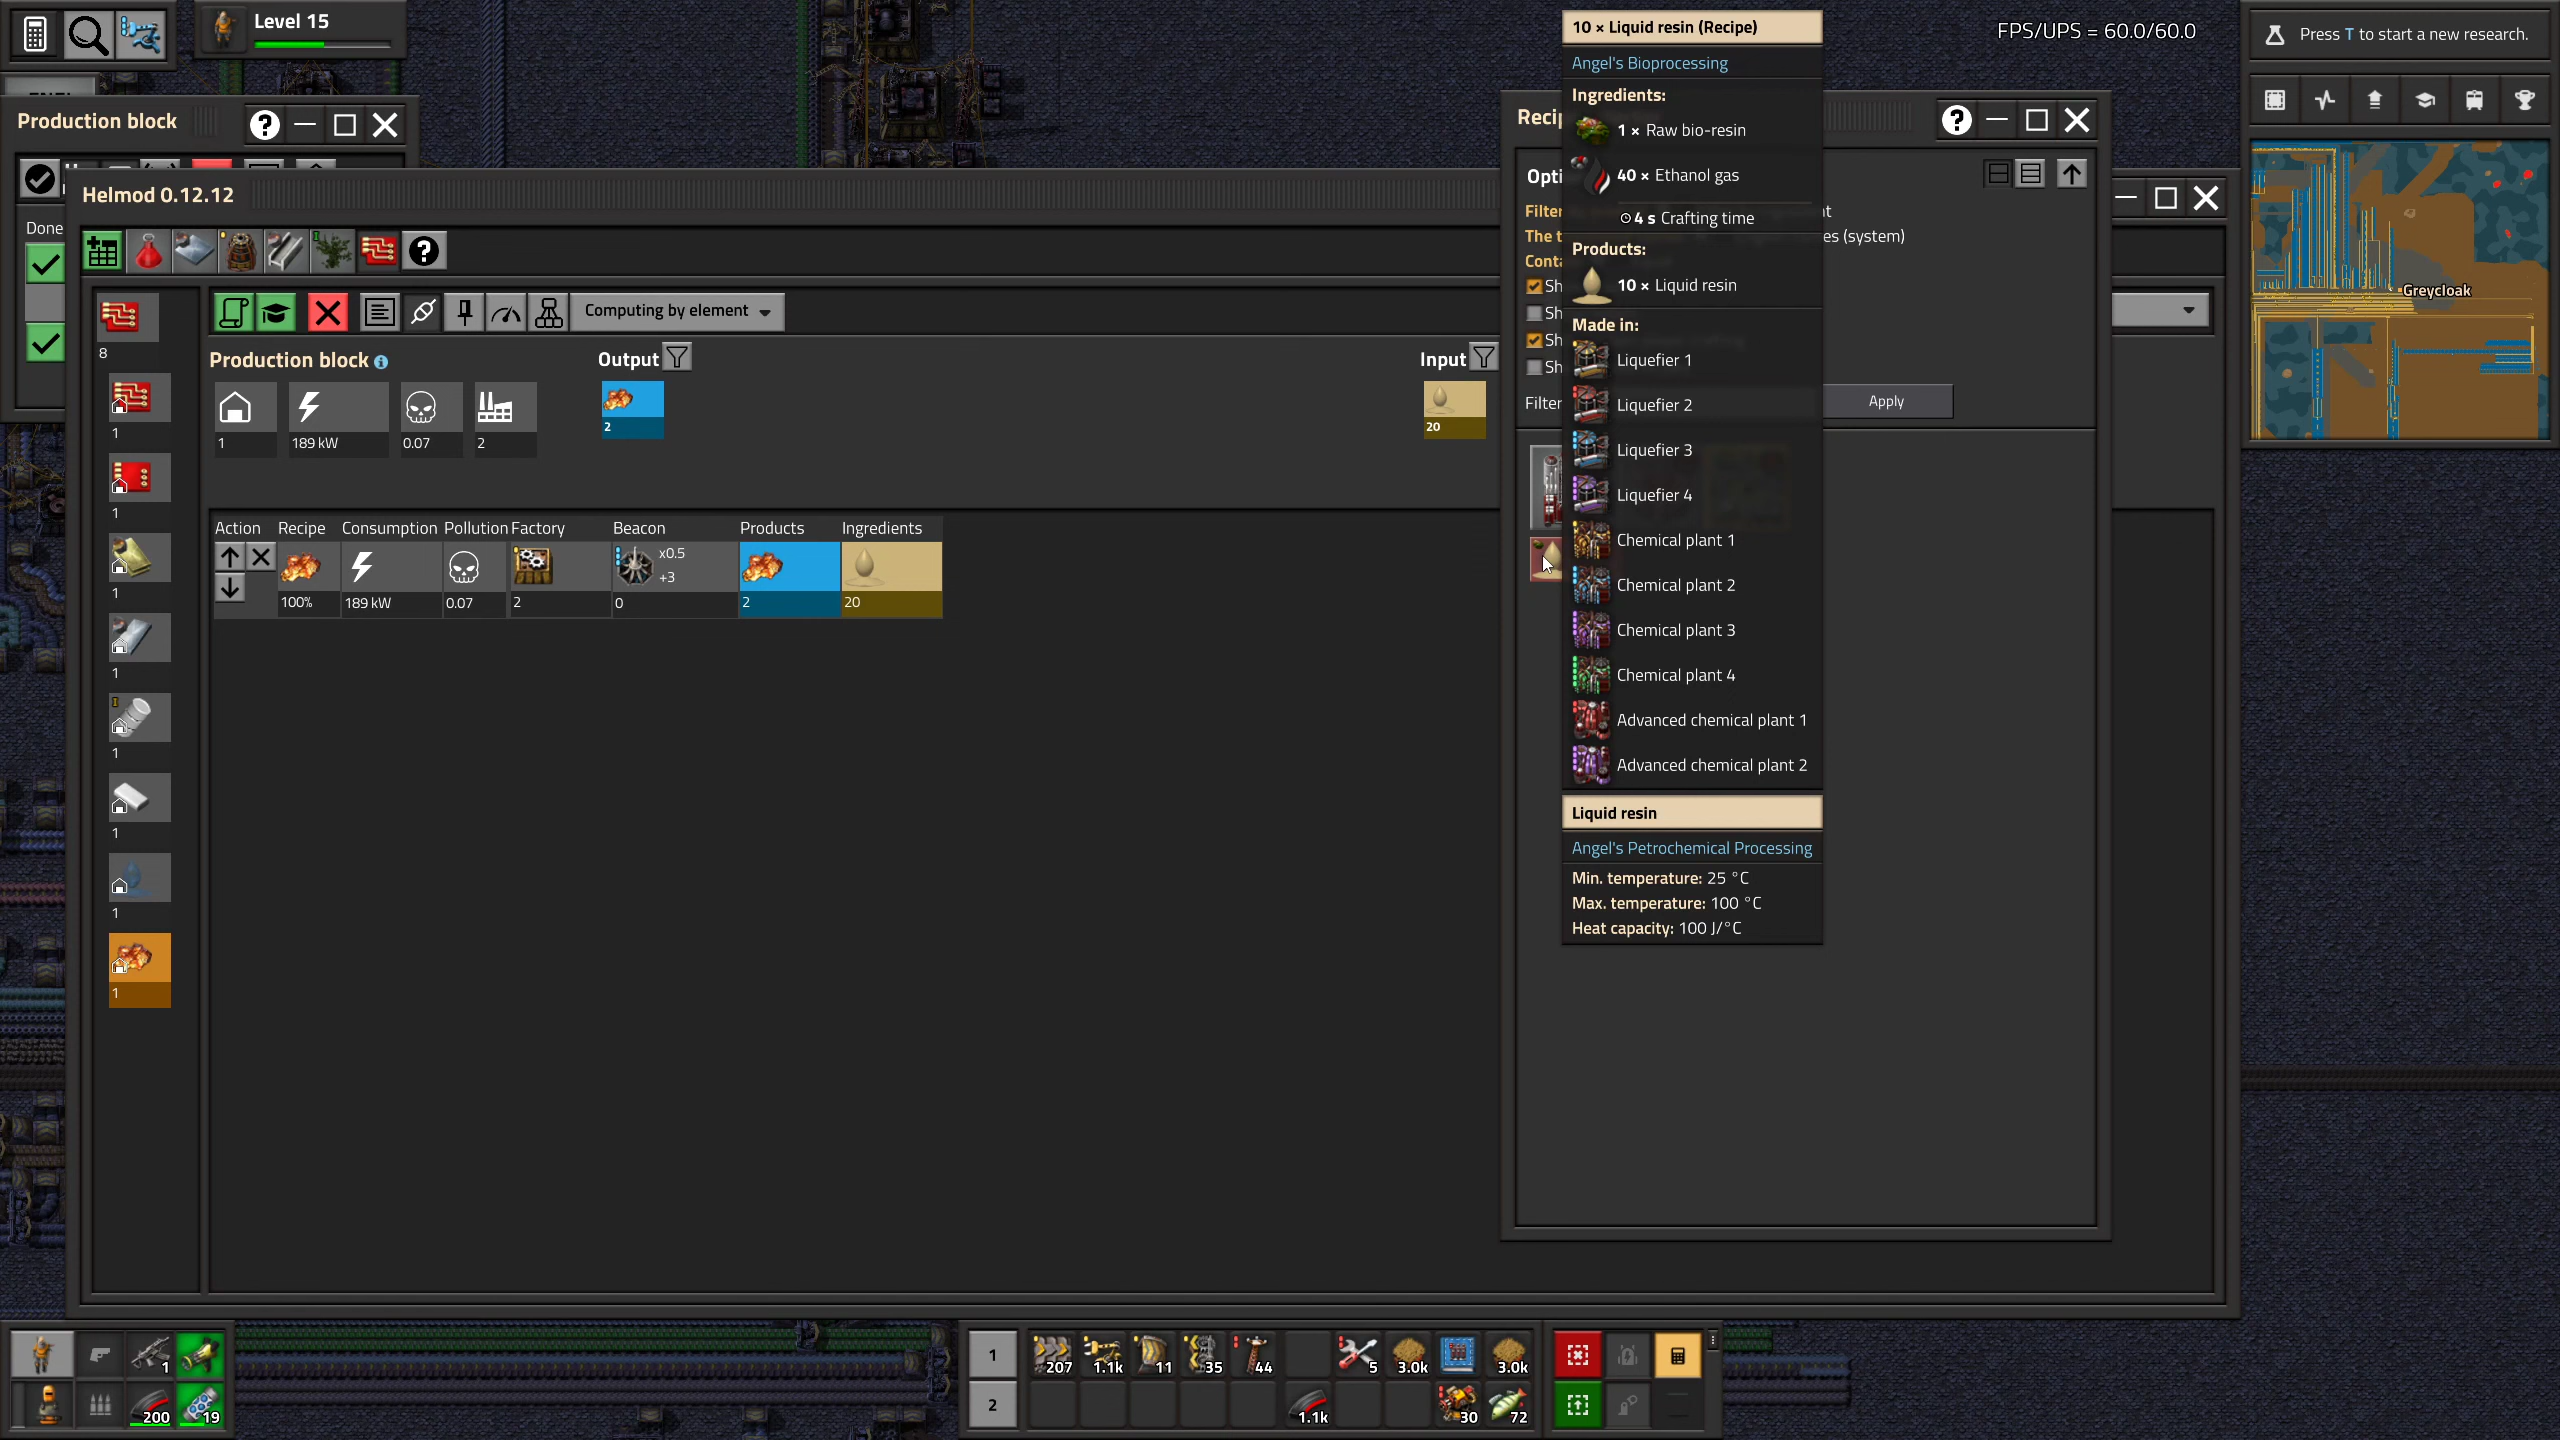 Level 15
FPS/UPS = 60.0/60.0
Press T to start a new research.
10 × Liquid resin (Recipe)
Angel's Bioprocessing
Ingredients:
1 × Raw bio-resin
40 × Ethanol gas
4 s Crafting time
Products:
10 × Liquid resin
Made in:
Liquefier 1
Liquefier 2
Liquefier 3
Liquefier 4
Chemical plant 1
Chemical plant 2
Chemical plant 3
Chemical plant 4
Advanced chemical plant 1
Advanced chemical plant 2
Liquid resin
Angel's Petrochemical Processing
Min. temperature: 25 °C
Max. temperature: 100 °C
Heat capacity: 100 J/°C
Production block
Done
Helmod 0.12.12
Computing by element
Production block
Output
Input
1
189 kW
0.07
2
2
20
Action Recipe Consumption Pollution Factory Beacon Products Ingredients
x0.5
+3
100%
189 kW
0.07
2
0
2
20
8
1
1
1
1
1
1
1
1
es (system)
Filter
Apply
Greycloak
1
200
19
1
207
1.1k
11
35
44
5
3.0k
3.0k
2
1.1k
30
72